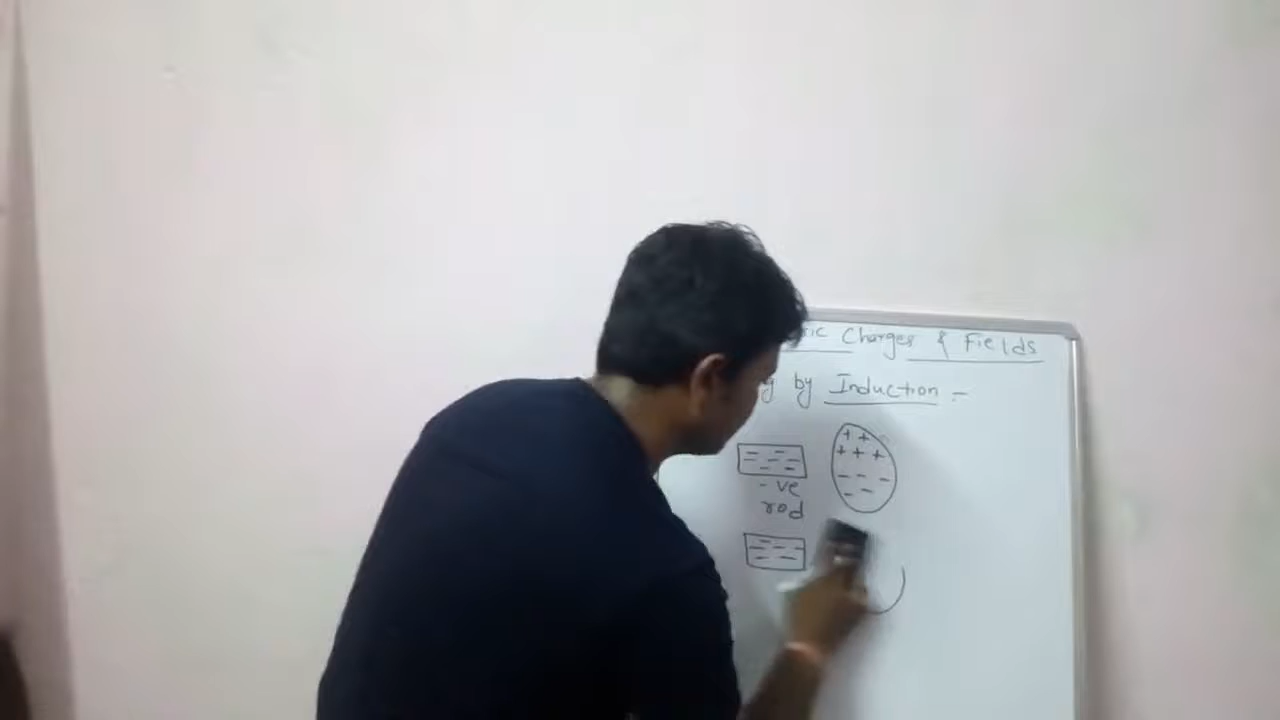 Charges & Fields
by Induction :-
+ +
+ + +
- - -
- - -
- ve
rod